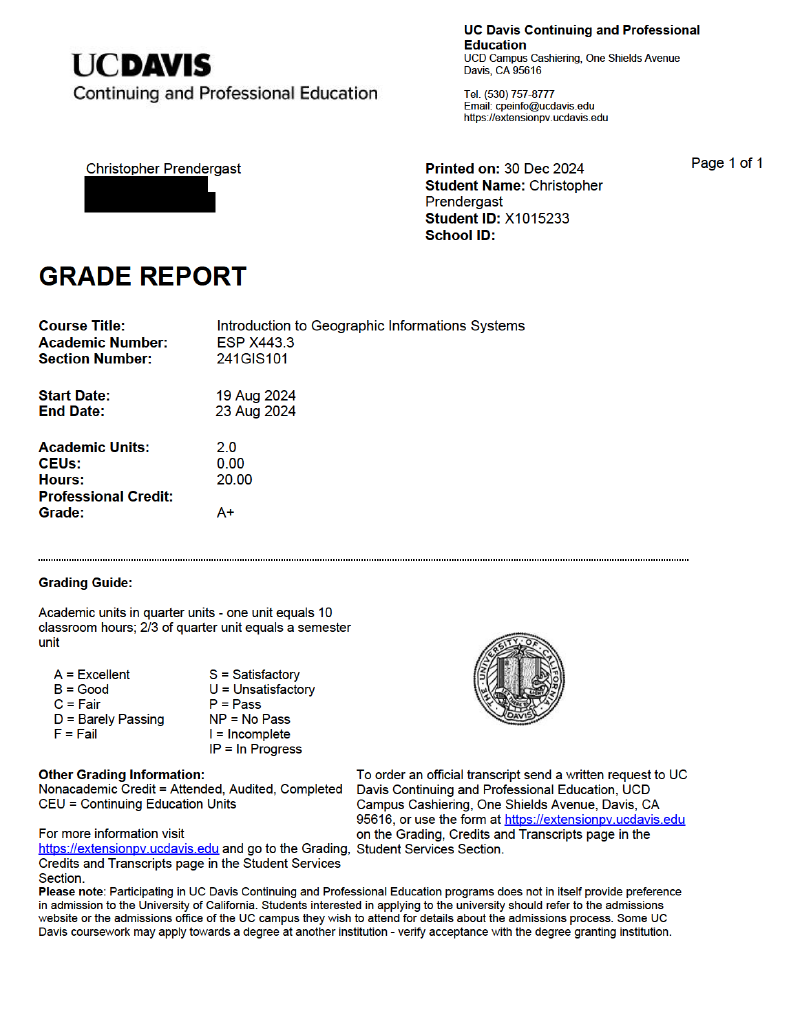 UC Davis Continuing and Professional
Education
UCD Campus Cashiering, One Shields Avenue
Davis, CA 95616
Tel. (530) 757-8777
Email: cpeinfo@ucdavis.edu
https://extensionpv.ucdavis.edu
UCDAVIS
Continuing and Professional Education
Christopher Prendergast
Printed on: 30 Dec 2024
Student Name: Christopher
Prendergast
Student ID: X1015233
School ID:
Page 1 of 1
GRADE REPORT
Course Title: Introduction to Geographic Informations Systems
Academic Number: ESP X443.3
Section Number: 241GIS101
Start Date: 19 Aug 2024
End Date: 23 Aug 2024
Academic Units: 2.0
CEUs: 0.00
Hours: 20.00
Professional Credit:
Grade: A+
Grading Guide:
Academic units in quarter units - one unit equals 10
classroom hours; 2/3 of quarter unit equals a semester
unit
A = Excellent
B = Good
C = Fair
D = Barely Passing
F = Fail
S = Satisfactory
U = Unsatisfactory
P = Pass
NP = No Pass
I = Incomplete
IP = In Progress
THE UNIVERSITY OF CALIFORNIA
DAVIS
Other Grading Information:
Nonacademic Credit = Attended, Audited, Completed
CEU = Continuing Education Units
For more information visit
https://extensionpv.ucdavis.edu and go to the Grading,
Credits and Transcripts page in the Student Services
Section.
To order an official transcript send a written request to UC
Davis Continuing and Professional Education, UCD
Campus Cashiering, One Shields Avenue, Davis, CA
95616, or use the form at https://extensionpv.ucdavis.edu
on the Grading, Credits and Transcripts page in the
Student Services Section.
Please note: Participating in UC Davis Continuing and Professional Education programs does not in itself provide preference
in admission to the University of California. Students interested in applying to the university should refer to the admissions
website or the admissions office of the UC campus they wish to attend for details about the admissions process. Some UC
Davis coursework may apply towards a degree at another institution - verify acceptance with the degree granting institution.